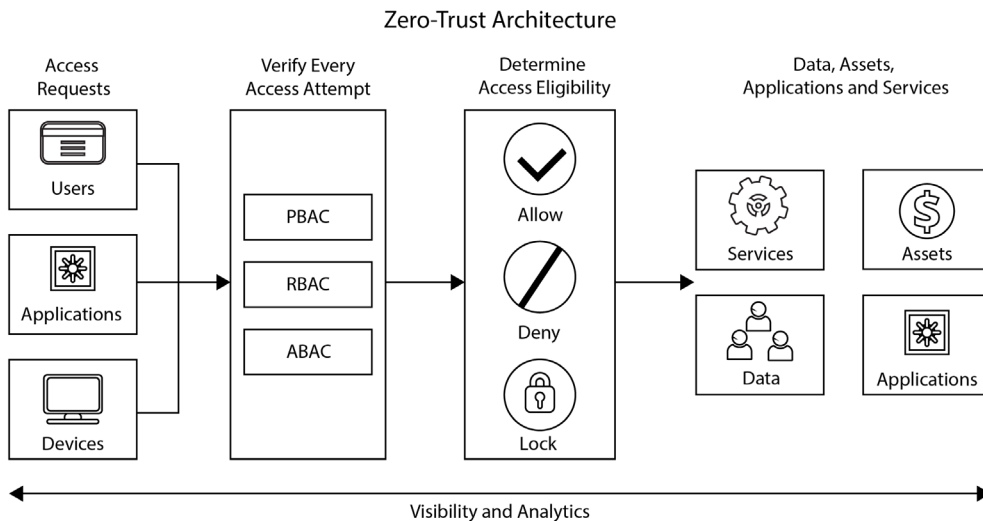 Zero-Trust Architecture
Access
Requests
Users
Applications
Devices
Verify Every
Access Attempt
PBAC
RBAC
ABAC
Determine
Access Eligibility
Allow
Deny
Lock
Data, Assets,
Applications and Services
Services
Assets
Data
Applications
Visibility and Analytics